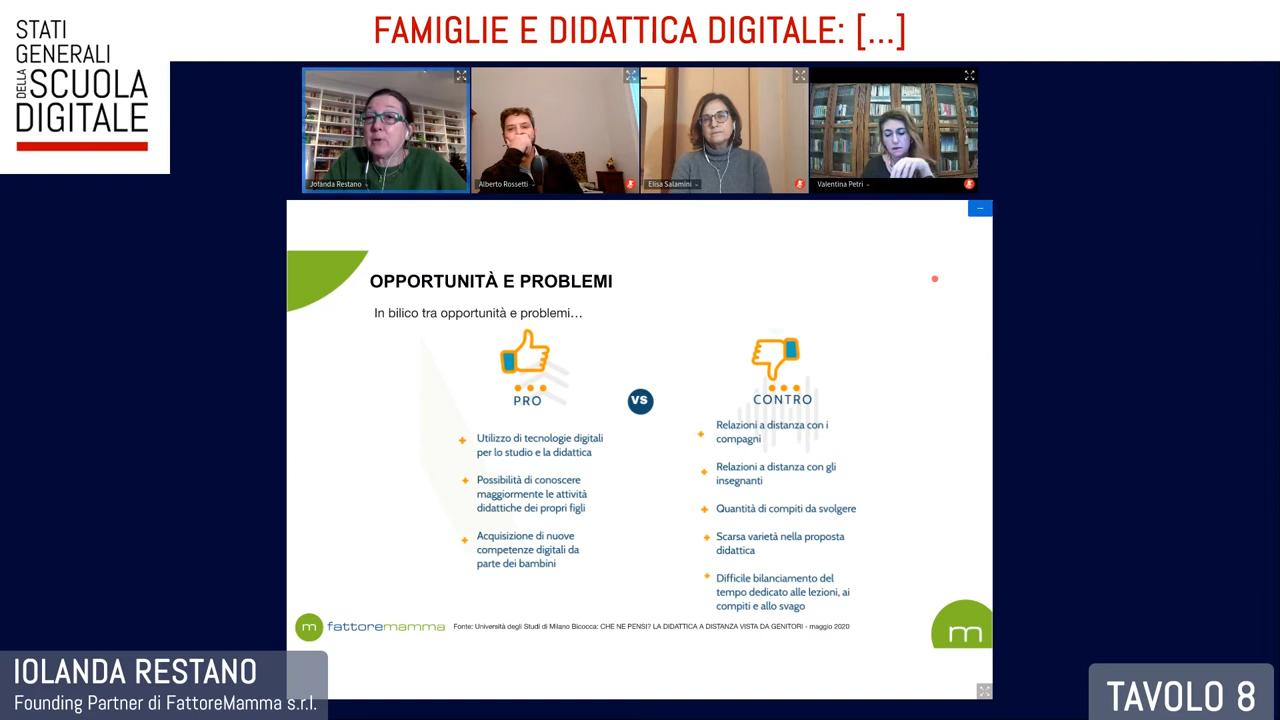 STATI
GENERALI
DELLA SCUOLA
DIGITALE
FAMIGLIE E DIDATTICA DIGITALE: [...]
Jolanda Restano
Alberto Rossetti
Elisa Salamini
Valentina Petri
OPPORTUNITÀ E PROBLEMI
In bilico tra opportunità e problemi…
PRO
VS
CONTRO
Utilizzo di tecnologie digitali
per lo studio e la didattica
Possibilità di conoscere
maggiormente le attività
didattiche dei propri figli
Acquisizione di nuove
competenze digitali da
parte dei bambini
Relazioni a distanza con i
compagni
Relazioni a distanza con gli
insegnanti
Quantità di compiti da svolgere
Scarsa varietà nella proposta
didattica
Difficile bilanciamento del
tempo dedicato alle lezioni, ai
compiti e allo svago
m fattoremamma
Fonte: Università degli Studi di Milano Bicocca: CHE NE PENSI? LA DIDATTICA A DISTANZA VISTA DA GENITORI - maggio 2020
m
IOLANDA RESTANO
Founding Partner di FattoreMamma s.r.l.
TAVOLO 8